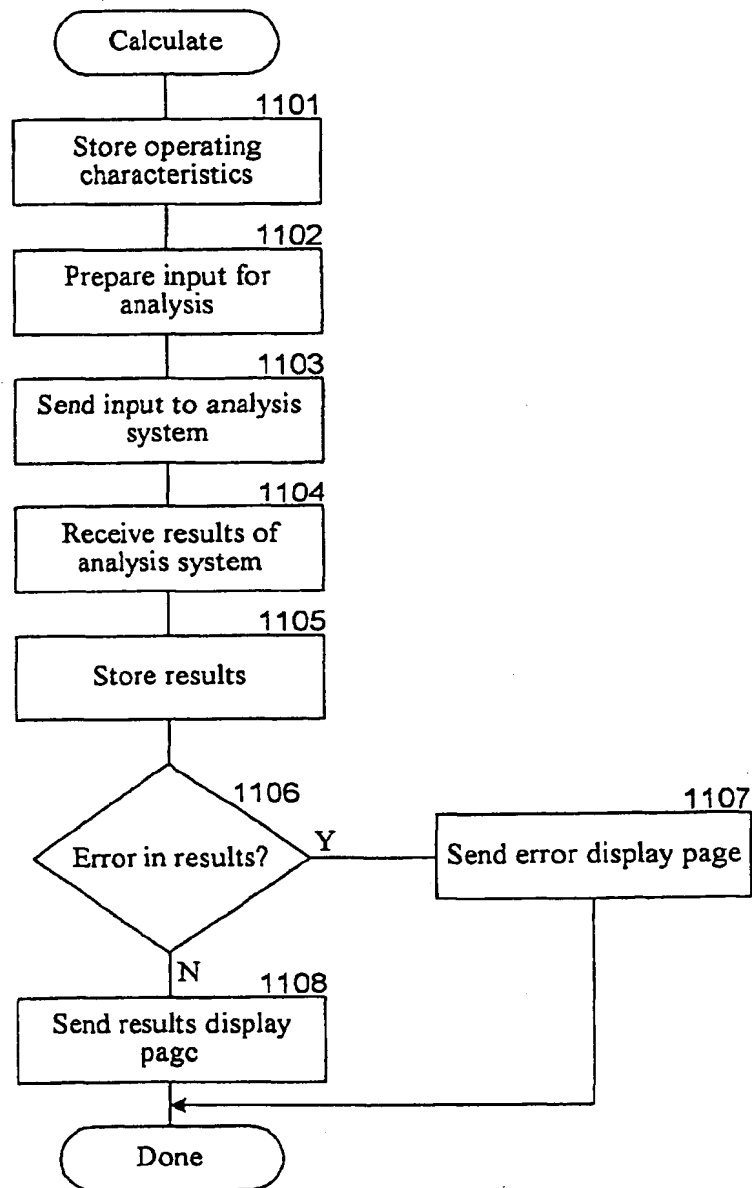 Calculate
1101
Store operating
characteristics
1102
Prepare input for
analysis
1103
Send input to analysis
system
1104
Receive results of
analysis system
1105
Store results
1106
Error in results?
Y
1107
Send error display page
N
1108
Send results display
page
Done